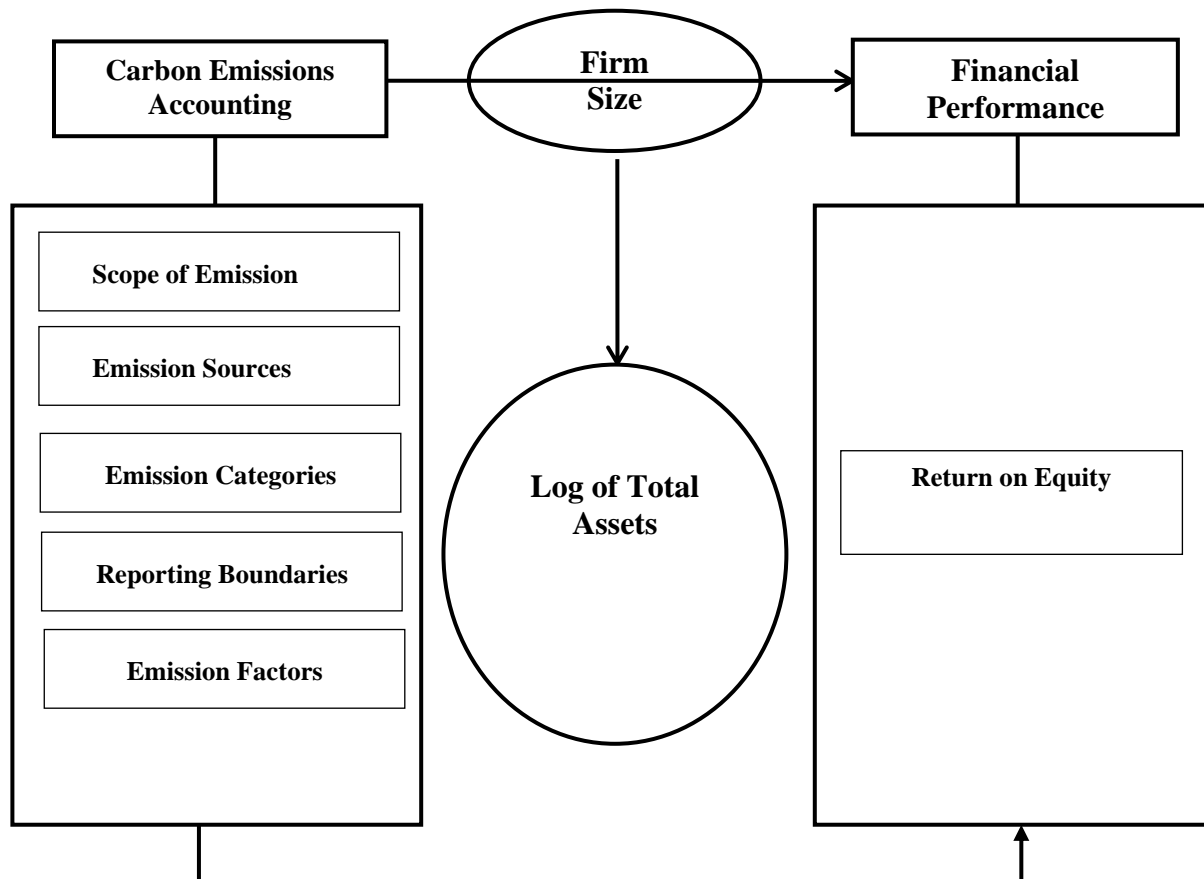 Carbon Emissions
Accounting
Firm
Size
Financial
Performance
Scope of Emission
Emission Sources
Emission Categories
Reporting Boundaries
Emission Factors
Log of Total
Assets
Return on Equity